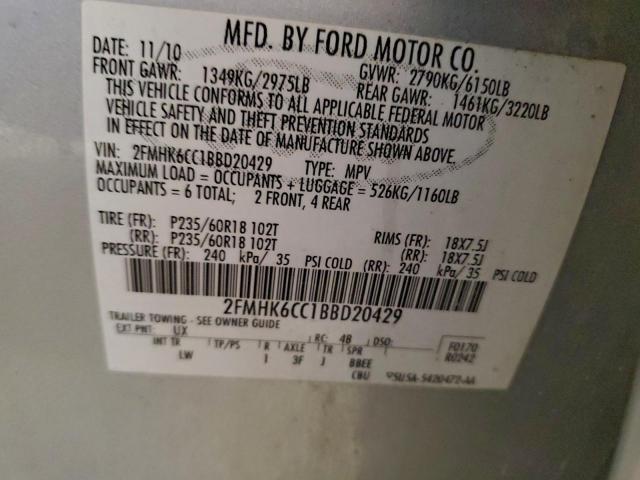 MFD. BY FORD MOTOR CO.
DATE: 11/10 GVWR: 2790KG/6150LB
FRONT GAWR: 1349KG/2975LB REAR GAWR: 1461KG/3220LB
THIS VEHICLE CONFORMS TO ALL APPLICABLE FEDERAL MOTOR
VEHICLE SAFETY AND THEFT PREVENTION STANDARDS
IN EFFECT ON THE DATE OF MANUFACTURE SHOWN ABOVE.
VIN: 2FMHK6CC1BBD20429 TYPE: MPV
MAXIMUM LOAD = OCCUPANTS + LUGGAGE = 526KG/1160LB
OCCUPANTS = 6 TOTAL; 2 FRONT, 4 REAR
TIRE (FR): P235/60R18 102T RIMS (FR): 18X7.5J
(RR): P235/60R18 102T (RR): 18X7.5J
PRESSURE (FR): 240 kPa/ 35 PSI COLD (RR): 240 kPa/ 35 PSI COLD
2FMHK6CC1BBD20429
TRAILER TOWING - SEE OWNER GUIDE
EXT PNT: UX RC: 48 DSO: F0170
INT TR TP/PS R AXLE TR SPR R0242
LW I 3F J BBEE
CBU 5420472-AA